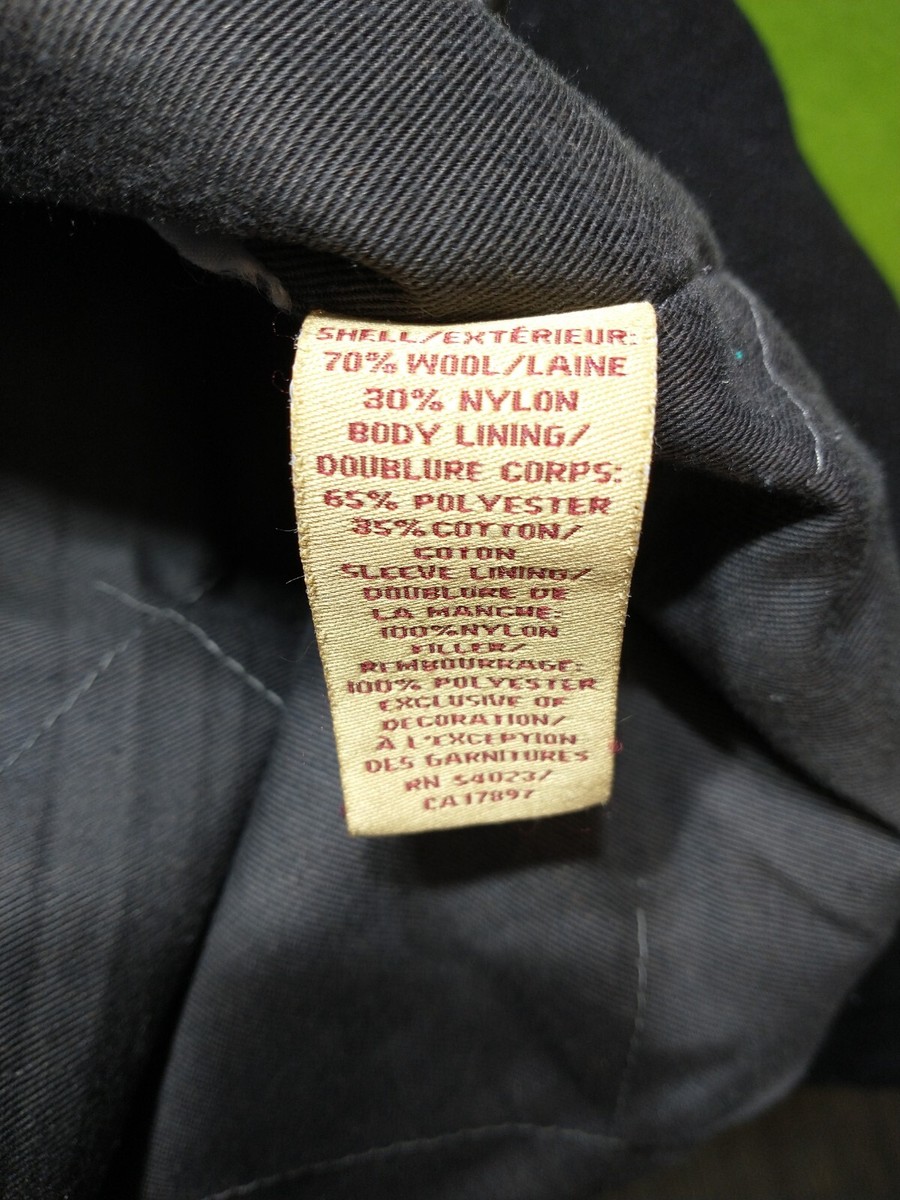 SHELL/EXTÉRIEUR:
70% WOOL/LAINE
30% NYLON
BODY LINING/
DOUBLURE CORPS:
65% POLYESTER
35% COTTON/
COTON
SLEEVE LINING/
DOUBLURE DE
LA MANCHE:
100% NYLON
FILLER/
REMBOURRAGE:
100% POLYESTER
EXCLUSIVE OF
DECORATION/
À L'EXCEPTION
DES GARNITURES
RN 54023/
CA17897